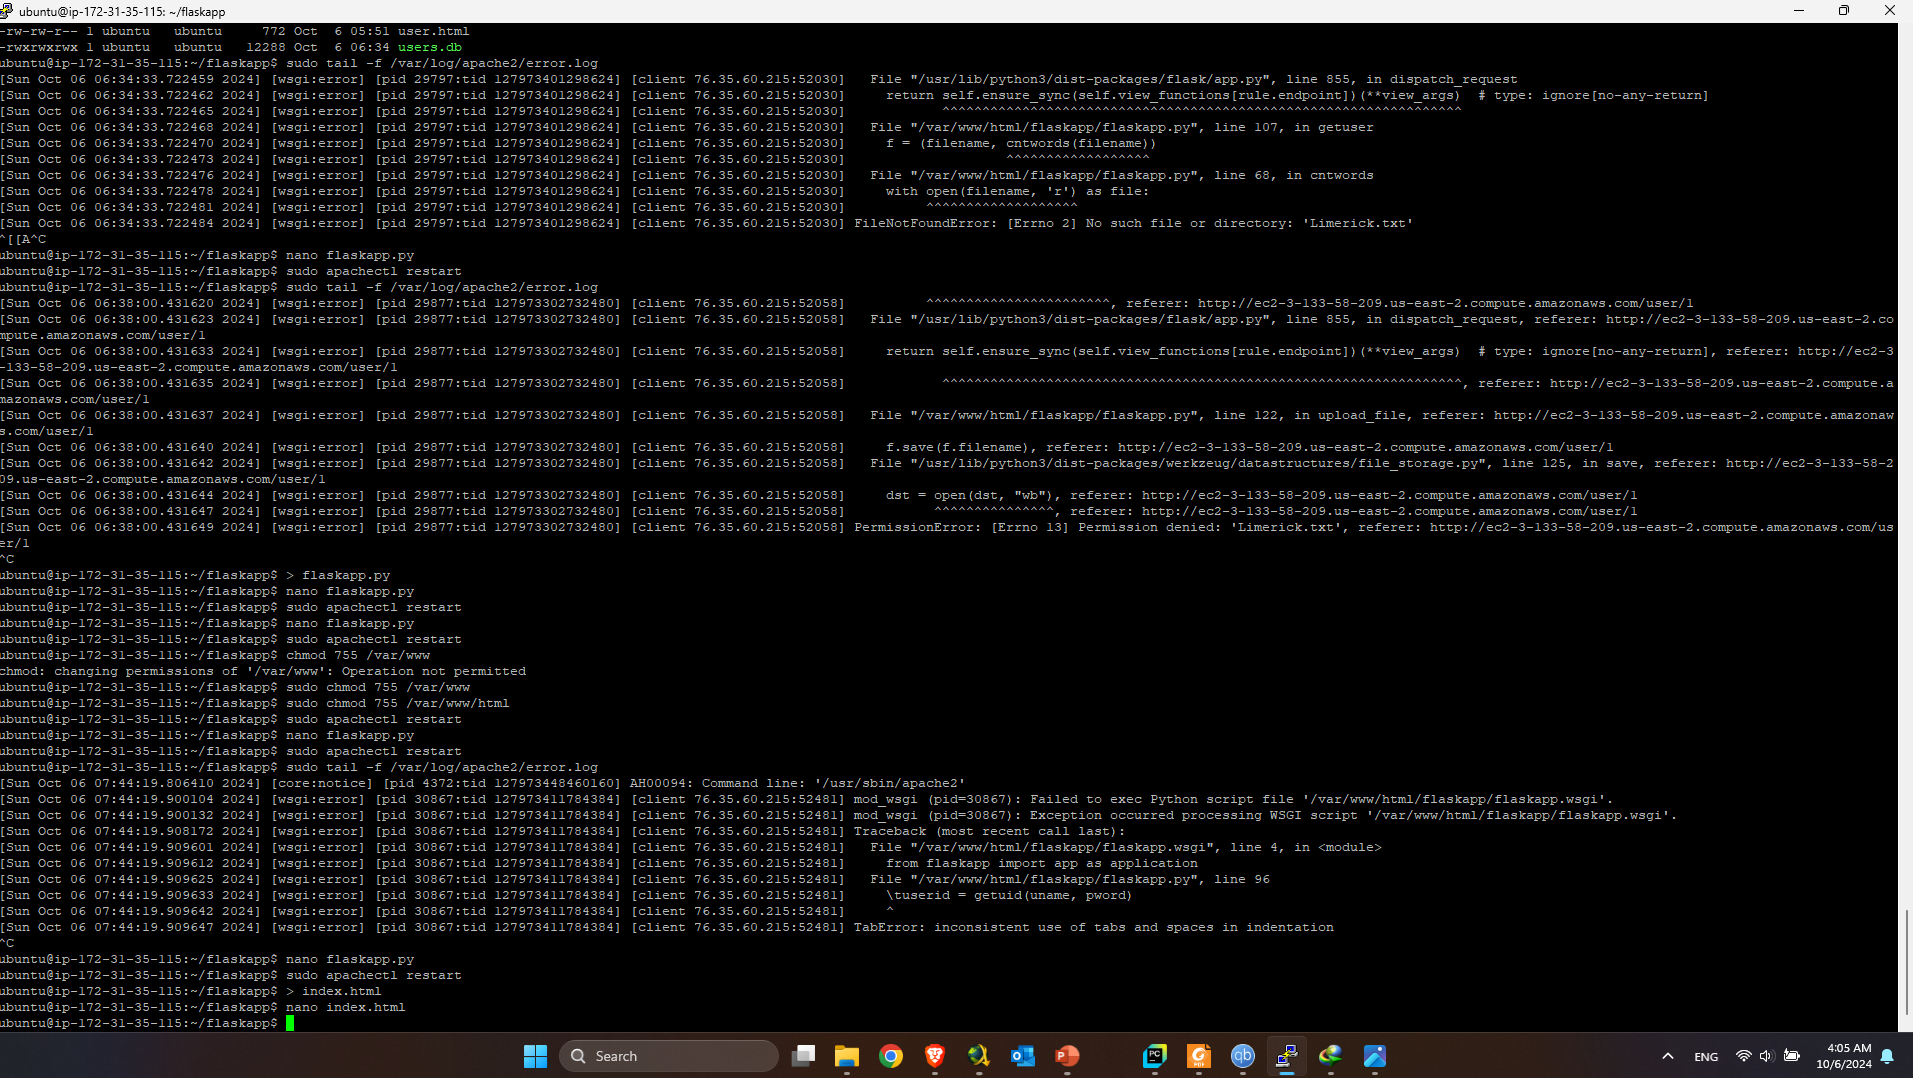 ubuntu@ip-172-31-35-115: ~/flaskapp
-rw-rw-r-- 1 ubuntu   ubuntu     772 Oct  6 05:51 user.html
-rwxrwxrwx 1 ubuntu   ubuntu   12288 Oct  6 06:34 users.db
ubuntu@ip-172-31-35-115:~/flaskapp$ sudo tail -f /var/log/apache2/error.log
[Sun Oct 06 06:34:33.722459 2024] [wsgi:error] [pid 29797:tid 127973401298624] [client 76.35.60.215:52030]   File "/usr/lib/python3/dist-packages/flask/app.py", line 855, in dispatch_request
[Sun Oct 06 06:34:33.722462 2024] [wsgi:error] [pid 29797:tid 127973401298624] [client 76.35.60.215:52030]     return self.ensure_sync(self.view_functions[rule.endpoint])(**view_args)  # type: ignore[no-any-return]
[Sun Oct 06 06:34:33.722465 2024] [wsgi:error] [pid 29797:tid 127973401298624] [client 76.35.60.215:52030]            ^^^^^^^^^^^^^^^^^^^^^^^^^^^^^^^^^^^^^^^^^^^^^^^^^^^^^^^^^^^^^^^^^
[Sun Oct 06 06:34:33.722468 2024] [wsgi:error] [pid 29797:tid 127973401298624] [client 76.35.60.215:52030]   File "/var/www/html/flaskapp/flaskapp.py", line 107, in getuser
[Sun Oct 06 06:34:33.722470 2024] [wsgi:error] [pid 29797:tid 127973401298624] [client 76.35.60.215:52030]     f = (filename, cntwords(filename))
[Sun Oct 06 06:34:33.722473 2024] [wsgi:error] [pid 29797:tid 127973401298624] [client 76.35.60.215:52030]                    ^^^^^^^^^^^^^^^^^^
[Sun Oct 06 06:34:33.722476 2024] [wsgi:error] [pid 29797:tid 127973401298624] [client 76.35.60.215:52030]   File "/var/www/html/flaskapp/flaskapp.py", line 68, in cntwords
[Sun Oct 06 06:34:33.722478 2024] [wsgi:error] [pid 29797:tid 127973401298624] [client 76.35.60.215:52030]     with open(filename, 'r') as file:
[Sun Oct 06 06:34:33.722481 2024] [wsgi:error] [pid 29797:tid 127973401298624] [client 76.35.60.215:52030]          ^^^^^^^^^^^^^^^^^^^
[Sun Oct 06 06:34:33.722484 2024] [wsgi:error] [pid 29797:tid 127973401298624] [client 76.35.60.215:52030] FileNotFoundError: [Errno 2] No such file or directory: 'Limerick.txt'
^[[A^C
ubuntu@ip-172-31-35-115:~/flaskapp$ nano flaskapp.py
ubuntu@ip-172-31-35-115:~/flaskapp$ sudo apachectl restart
ubuntu@ip-172-31-35-115:~/flaskapp$ sudo tail -f /var/log/apache2/error.log
[Sun Oct 06 06:38:00.431620 2024] [wsgi:error] [pid 29877:tid 127973302732480] [client 76.35.60.215:52058]          ^^^^^^^^^^^^^^^^^^^^^^^, referer: http://ec2-3-133-58-209.us-east-2.compute.amazonaws.com/user/1
[Sun Oct 06 06:38:00.431623 2024] [wsgi:error] [pid 29877:tid 127973302732480] [client 76.35.60.215:52058]   File "/usr/lib/python3/dist-packages/flask/app.py", line 855, in dispatch_request, referer: http://ec2-3-133-58-209.us-east-2.co
mpute.amazonaws.com/user/1
[Sun Oct 06 06:38:00.431633 2024] [wsgi:error] [pid 29877:tid 127973302732480] [client 76.35.60.215:52058]     return self.ensure_sync(self.view_functions[rule.endpoint])(**view_args)  # type: ignore[no-any-return], referer: http://ec2-3
-133-58-209.us-east-2.compute.amazonaws.com/user/1
[Sun Oct 06 06:38:00.431635 2024] [wsgi:error] [pid 29877:tid 127973302732480] [client 76.35.60.215:52058]            ^^^^^^^^^^^^^^^^^^^^^^^^^^^^^^^^^^^^^^^^^^^^^^^^^^^^^^^^^^^^^^^^^, referer: http://ec2-3-133-58-209.us-east-2.compute.a
mazonaws.com/user/1
[Sun Oct 06 06:38:00.431637 2024] [wsgi:error] [pid 29877:tid 127973302732480] [client 76.35.60.215:52058]   File "/var/www/html/flaskapp/flaskapp.py", line 122, in upload_file, referer: http://ec2-3-133-58-209.us-east-2.compute.amazonaw
s.com/user/1
[Sun Oct 06 06:38:00.431640 2024] [wsgi:error] [pid 29877:tid 127973302732480] [client 76.35.60.215:52058]     f.save(f.filename), referer: http://ec2-3-133-58-209.us-east-2.compute.amazonaws.com/user/1
[Sun Oct 06 06:38:00.431642 2024] [wsgi:error] [pid 29877:tid 127973302732480] [client 76.35.60.215:52058]   File "/usr/lib/python3/dist-packages/werkzeug/datastructures/file_storage.py", line 125, in save, referer: http://ec2-3-133-58-2
09.us-east-2.compute.amazonaws.com/user/1
[Sun Oct 06 06:38:00.431644 2024] [wsgi:error] [pid 29877:tid 127973302732480] [client 76.35.60.215:52058]     dst = open(dst, "wb"), referer: http://ec2-3-133-58-209.us-east-2.compute.amazonaws.com/user/1
[Sun Oct 06 06:38:00.431647 2024] [wsgi:error] [pid 29877:tid 127973302732480] [client 76.35.60.215:52058]           ^^^^^^^^^^^^^^^, referer: http://ec2-3-133-58-209.us-east-2.compute.amazonaws.com/user/1
[Sun Oct 06 06:38:00.431649 2024] [wsgi:error] [pid 29877:tid 127973302732480] [client 76.35.60.215:52058] PermissionError: [Errno 13] Permission denied: 'Limerick.txt', referer: http://ec2-3-133-58-209.us-east-2.compute.amazonaws.com/us
er/1
^C
ubuntu@ip-172-31-35-115:~/flaskapp$ > flaskapp.py
ubuntu@ip-172-31-35-115:~/flaskapp$ nano flaskapp.py
ubuntu@ip-172-31-35-115:~/flaskapp$ sudo apachectl restart
ubuntu@ip-172-31-35-115:~/flaskapp$ nano flaskapp.py
ubuntu@ip-172-31-35-115:~/flaskapp$ sudo apachectl restart
ubuntu@ip-172-31-35-115:~/flaskapp$ chmod 755 /var/www
chmod: changing permissions of '/var/www': Operation not permitted
ubuntu@ip-172-31-35-115:~/flaskapp$ sudo chmod 755 /var/www
ubuntu@ip-172-31-35-115:~/flaskapp$ sudo chmod 755 /var/www/html
ubuntu@ip-172-31-35-115:~/flaskapp$ sudo apachectl restart
ubuntu@ip-172-31-35-115:~/flaskapp$ nano flaskapp.py
ubuntu@ip-172-31-35-115:~/flaskapp$ sudo apachectl restart
ubuntu@ip-172-31-35-115:~/flaskapp$ sudo tail -f /var/log/apache2/error.log
[Sun Oct 06 07:44:19.806410 2024] [core:notice] [pid 4372:tid 127973448460160] AH00094: Command line: '/usr/sbin/apache2'
[Sun Oct 06 07:44:19.900104 2024] [wsgi:error] [pid 30867:tid 127973411784384] [client 76.35.60.215:52481] mod_wsgi (pid=30867): Failed to exec Python script file '/var/www/html/flaskapp/flaskapp.wsgi'.
[Sun Oct 06 07:44:19.900132 2024] [wsgi:error] [pid 30867:tid 127973411784384] [client 76.35.60.215:52481] mod_wsgi (pid=30867): Exception occurred processing WSGI script '/var/www/html/flaskapp/flaskapp.wsgi'.
[Sun Oct 06 07:44:19.908172 2024] [wsgi:error] [pid 30867:tid 127973411784384] [client 76.35.60.215:52481] Traceback (most recent call last):
[Sun Oct 06 07:44:19.909601 2024] [wsgi:error] [pid 30867:tid 127973411784384] [client 76.35.60.215:52481]   File "/var/www/html/flaskapp/flaskapp.wsgi", line 4, in <module>
[Sun Oct 06 07:44:19.909612 2024] [wsgi:error] [pid 30867:tid 127973411784384] [client 76.35.60.215:52481]     from flaskapp import app as application
[Sun Oct 06 07:44:19.909625 2024] [wsgi:error] [pid 30867:tid 127973411784384] [client 76.35.60.215:52481]   File "/var/www/html/flaskapp/flaskapp.py", line 96
[Sun Oct 06 07:44:19.909633 2024] [wsgi:error] [pid 30867:tid 127973411784384] [client 76.35.60.215:52481]     \tuserid = getuid(uname, pword)
[Sun Oct 06 07:44:19.909642 2024] [wsgi:error] [pid 30867:tid 127973411784384] [client 76.35.60.215:52481]     ^
[Sun Oct 06 07:44:19.909647 2024] [wsgi:error] [pid 30867:tid 127973411784384] [client 76.35.60.215:52481] TabError: inconsistent use of tabs and spaces in indentation
^C
ubuntu@ip-172-31-35-115:~/flaskapp$ nano flaskapp.py
ubuntu@ip-172-31-35-115:~/flaskapp$ sudo apachectl restart
ubuntu@ip-172-31-35-115:~/flaskapp$ > index.html
ubuntu@ip-172-31-35-115:~/flaskapp$ nano index.html
ubuntu@ip-172-31-35-115:~/flaskapp$
Search
ENG
4:05 AM
10/6/2024